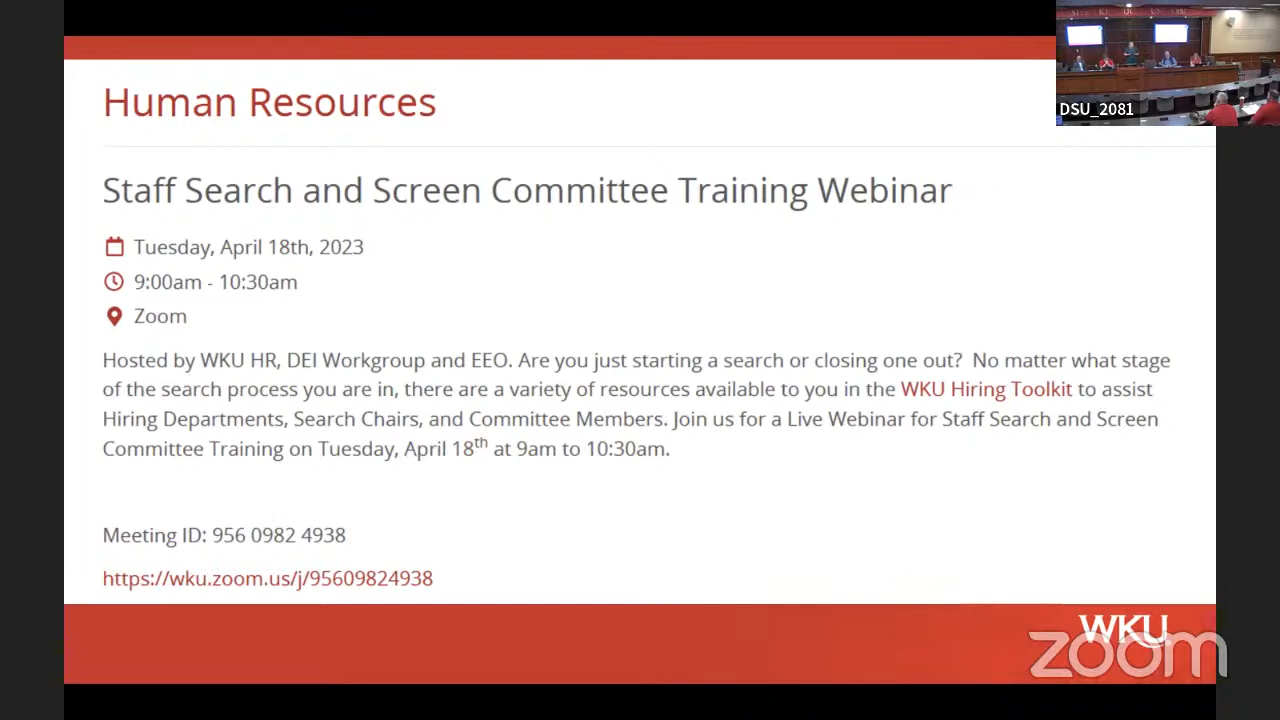 Human Resources
DSU_2081
Staff Search and Screen Committee Training Webinar
Tuesday, April 18th, 2023
9:00am - 10:30am
Zoom
Hosted by WKU HR, DEI Workgroup and EEO. Are you just starting a search or closing one out?  No matter what stage
of the search process you are in, there are a variety of resources available to you in the WKU Hiring Toolkit to assist
Hiring Departments, Search Chairs, and Committee Members. Join us for a Live Webinar for Staff Search and Screen
Committee Training on Tuesday, April 18th at 9am to 10:30am.
Meeting ID: 956 0982 4938
https://wku.zoom.us/j/95609824938
WKU
zoom